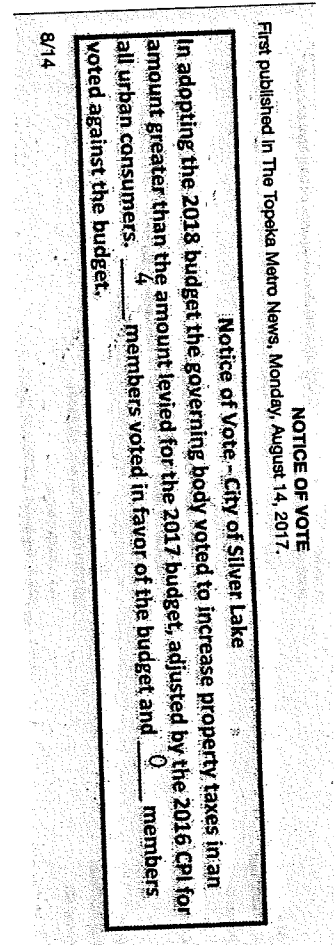 NOTICE OF VOTE
First published in The Topeka Metro News, Monday, August 14, 2017.
Notice of Vote - City of Silver Lake
In adopting the 2018 budget the governing body voted to increase property taxes in an
amount greater than the amount levied for the 2017 budget, adjusted by the 2016 CPI for
all urban consumers. 4 members voted in favor of the budget and 0 members
voted against the budget.
8/14